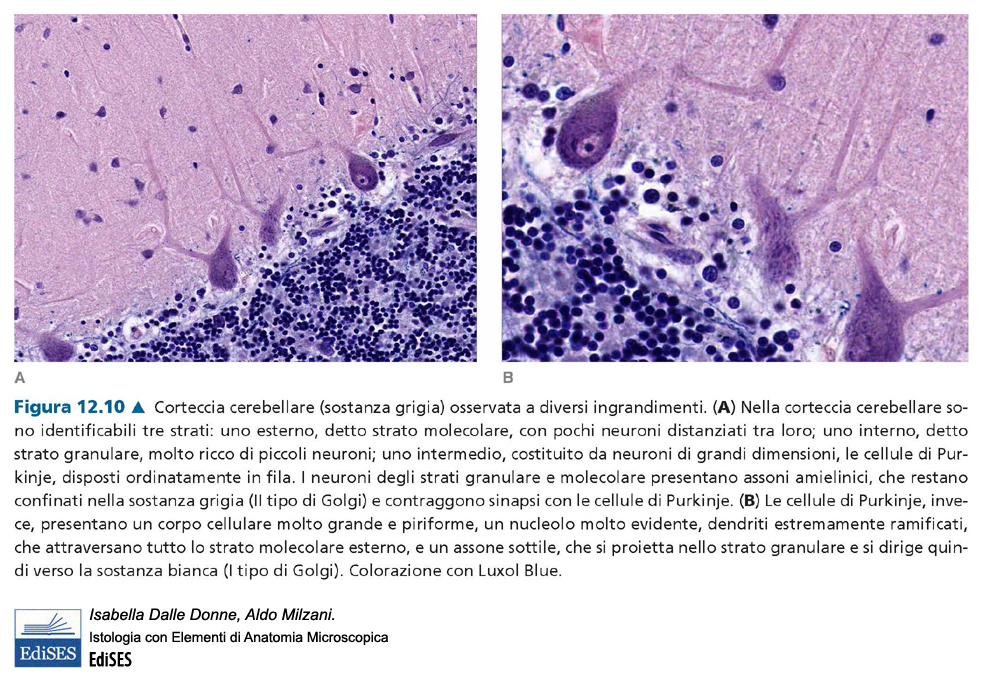 A
B
Figura 12.10 ▲ Corteccia cerebellare (sostanza grigia) osservata a diversi ingrandimenti. (A) Nella corteccia cerebellare so-
no identificabili tre strati: uno esterno, detto strato molecolare, con pochi neuroni distanziati tra loro; uno interno, detto
strato granulare, molto ricco di piccoli neuroni; uno intermedio, costituito da neuroni di grandi dimensioni, le cellule di Pur-
kinje, disposti ordinatamente in fila. I neuroni degli strati granulare e molecolare presentano assoni amielinici, che restano
confinati nella sostanza grigia (II tipo di Golgi) e contraggono sinapsi con le cellule di Purkinje. (B) Le cellule di Purkinje, inve-
ce, presentano un corpo cellulare molto grande e piriforme, un nucleolo molto evidente, dendriti estremamente ramificati,
che attraversano tutto lo strato molecolare esterno, e un assone sottile, che si proietta nello strato granulare e si dirige quin-
di verso la sostanza bianca (I tipo di Golgi). Colorazione con Luxol Blue.
Isabella Dalle Donne, Aldo Milzani.
Istologia con Elementi di Anatomia Microscopica
EdiSES
EdiSES